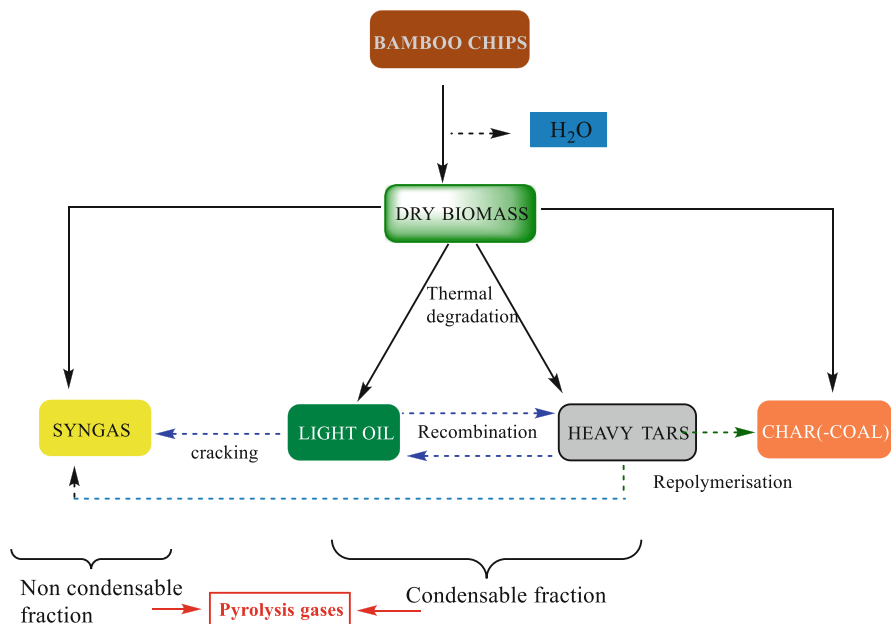 BAMBOO CHIPS
H₂O
DRY BIOMASS
Thermal
degradation
SYNGAS
LIGHT OIL
Recombination
HEAVY TARS
CHAR(-COAL)
cracking
Repolymerisation
Non condensable
fraction
Condensable fraction
Pyrolysis gases